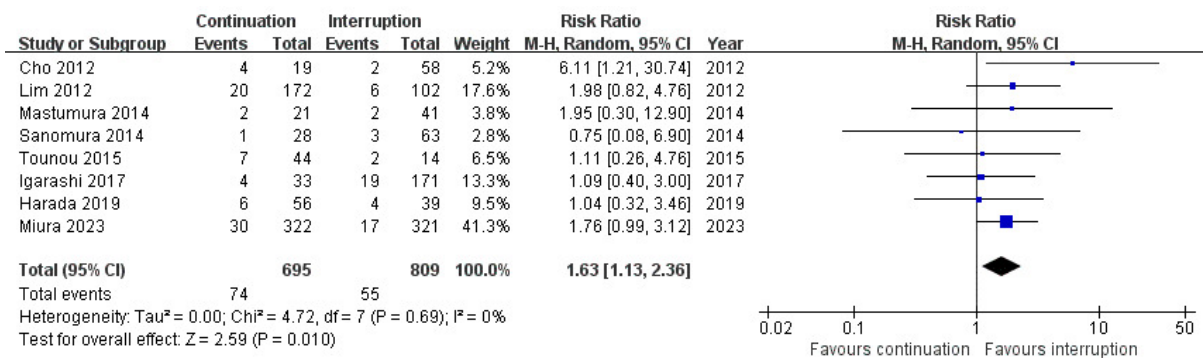 Continuation Interruption Risk Ratio Risk Ratio
Study or Subgroup Events Total Events Total Weight M-H, Random, 95% CI Year M-H, Random, 95% CI
Cho 2012 4 19 2 58 5.2% 6.11 [1.21, 30.74] 2012
Lim 2012 20 172 6 102 17.6% 1.98 [0.82, 4.76] 2012
Mastumura 2014 2 21 2 41 3.8% 1.95 [0.30, 12.90] 2014
Sanomura 2014 1 28 3 63 2.8% 0.75 [0.08, 6.90] 2014
Tounou 2015 7 44 2 14 6.5% 1.11 [0.26, 4.76] 2015
Igarashi 2017 4 33 19 171 13.3% 1.09 [0.40, 3.00] 2017
Harada 2019 6 56 4 39 9.5% 1.04 [0.32, 3.46] 2019
Miura 2023 30 322 17 321 41.3% 1.76 [0.99, 3.12] 2023
Total (95% CI) 695 809 100.0% 1.63 [1.13, 2.36]
Total events 74 55
Heterogeneity: Tau² = 0.00; Chi² = 4.72, df = 7 (P = 0.69); I² = 0%
Test for overall effect: Z = 2.59 (P = 0.010)
0.02 0.1 1 10 50
Favours continuation Favours interruption